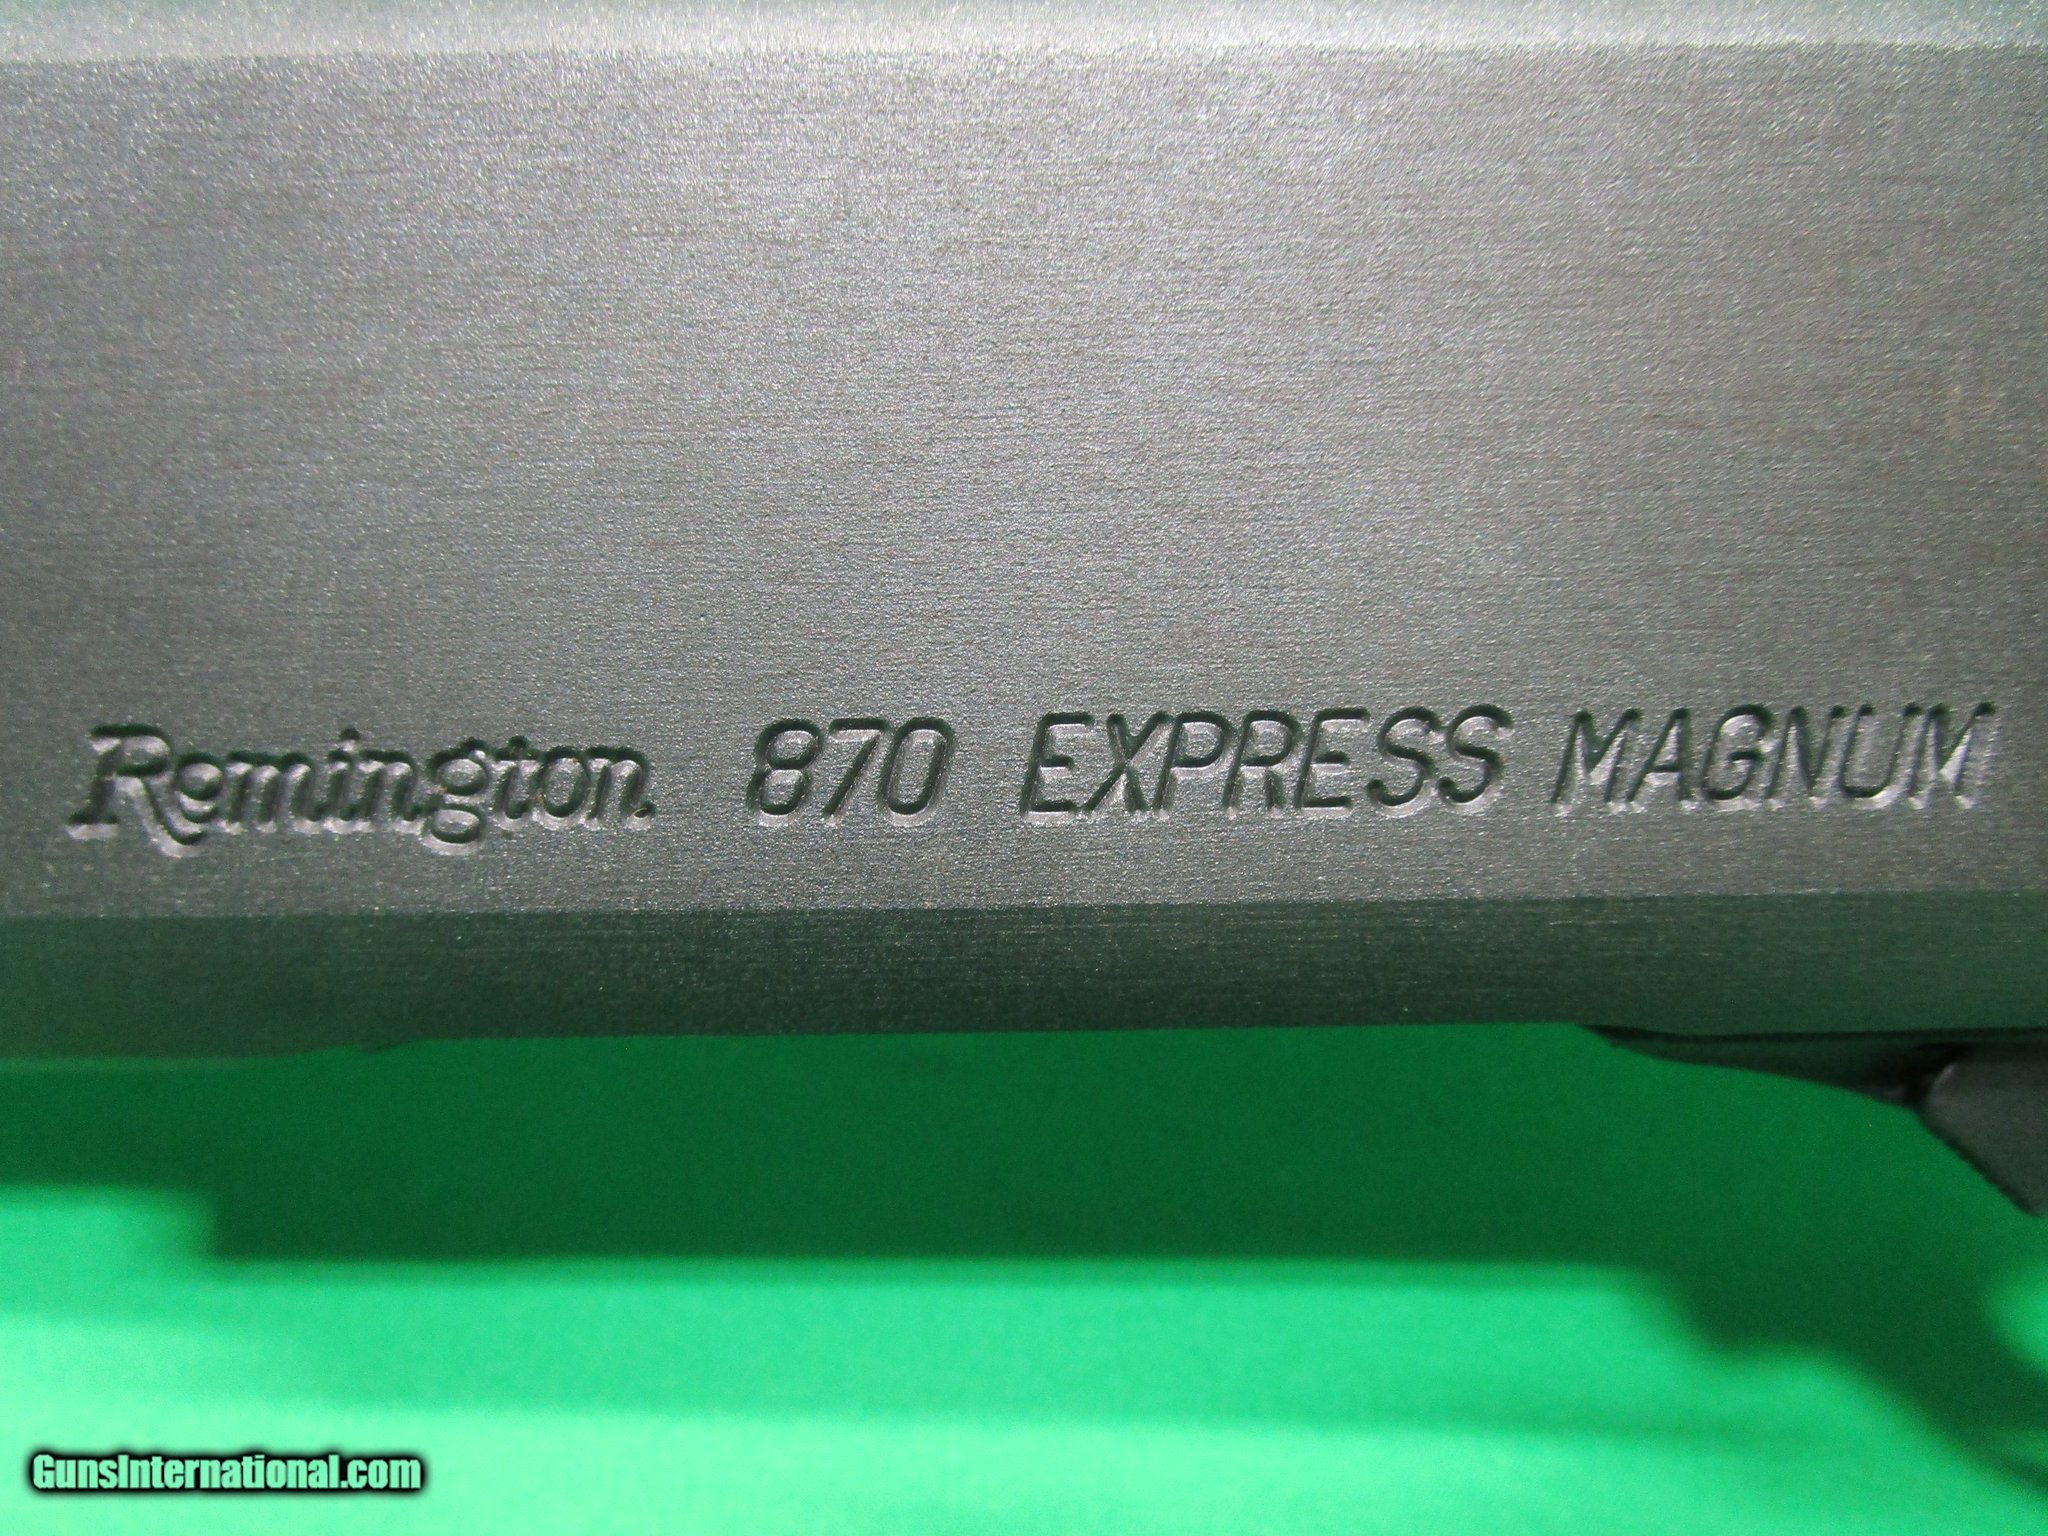 Remington. 870 EXPRESS MAGNUM
GunsInternational.com